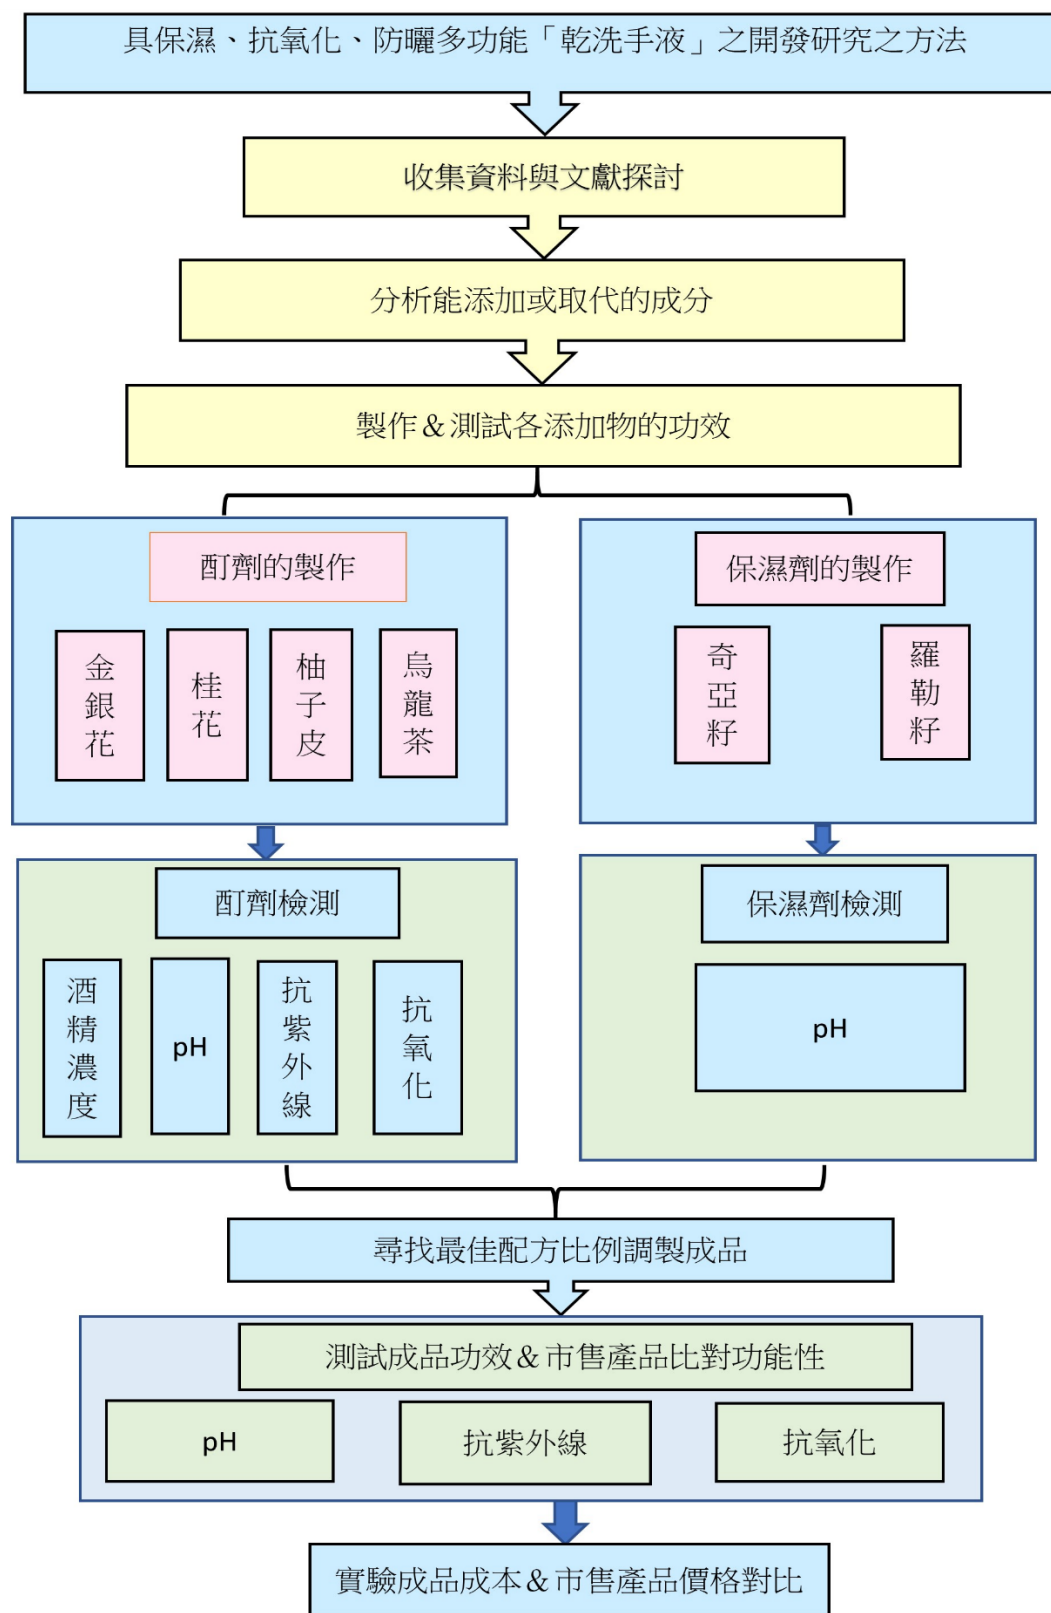 具保濕、抗氧化、防曬多功能「乾洗手液」之開發研究之方法
收集資料與文獻探討
分析能添加或取代的成分
製作＆測試各添加物的功效
酊劑的製作
金銀花
桂花
柚子皮
烏龍茶
保濕劑的製作
奇亞籽
羅勒籽
酊劑檢測
酒精濃度
pH
抗紫外線
抗氧化
保濕劑檢測
pH
尋找最佳配方比例調製成品
測試成品功效＆市售產品比對功能性
pH
抗紫外線
抗氧化
實驗成品成本＆市售產品價格對比